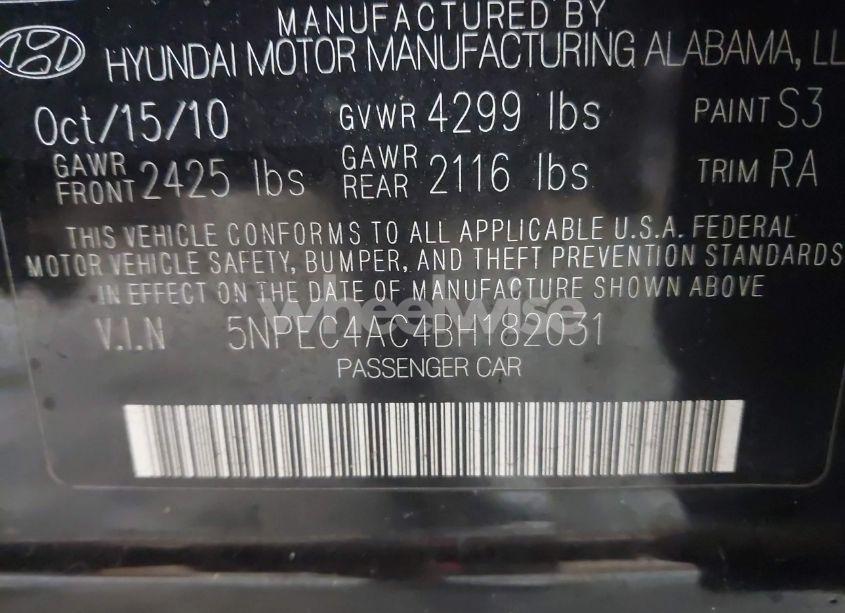 MANUFACTURED BY
HYUNDAI MOTOR MANUFACTURING ALABAMA, LL
Oct/15/10 GVWR 4299 lbs PAINT S3
GAWR FRONT 2425 lbs GAWR REAR 2116 lbs TRIM RA
THIS VEHICLE CONFORMS TO ALL APPLICABLE U.S.A. FEDERAL
MOTOR VEHICLE SAFETY, BUMPER, AND THEFT PREVENTION STANDARDS
IN EFFECT ON THE DATE OF MANUFACTURE SHOWN ABOVE
Wheelwise
V.I.N 5NPEC4AC4BH182031
PASSENGER CAR